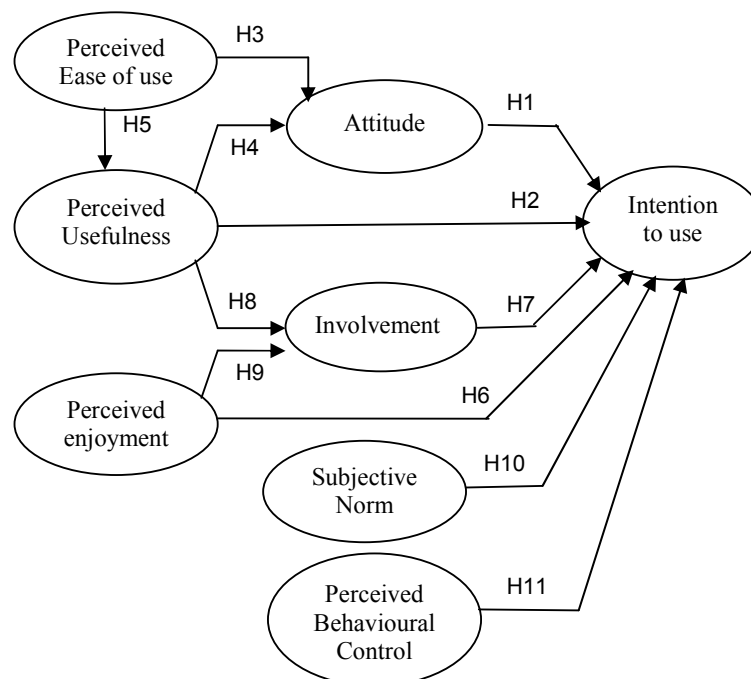 Perceived
Ease of use
H3
H1
H5
H4
Attitude
Perceived
Usefulness
H2
Intention
to use
H8
Involvement
H7
H9
Perceived
enjoyment
H6
Subjective
Norm
H10
Perceived
Behavioural
Control
H11